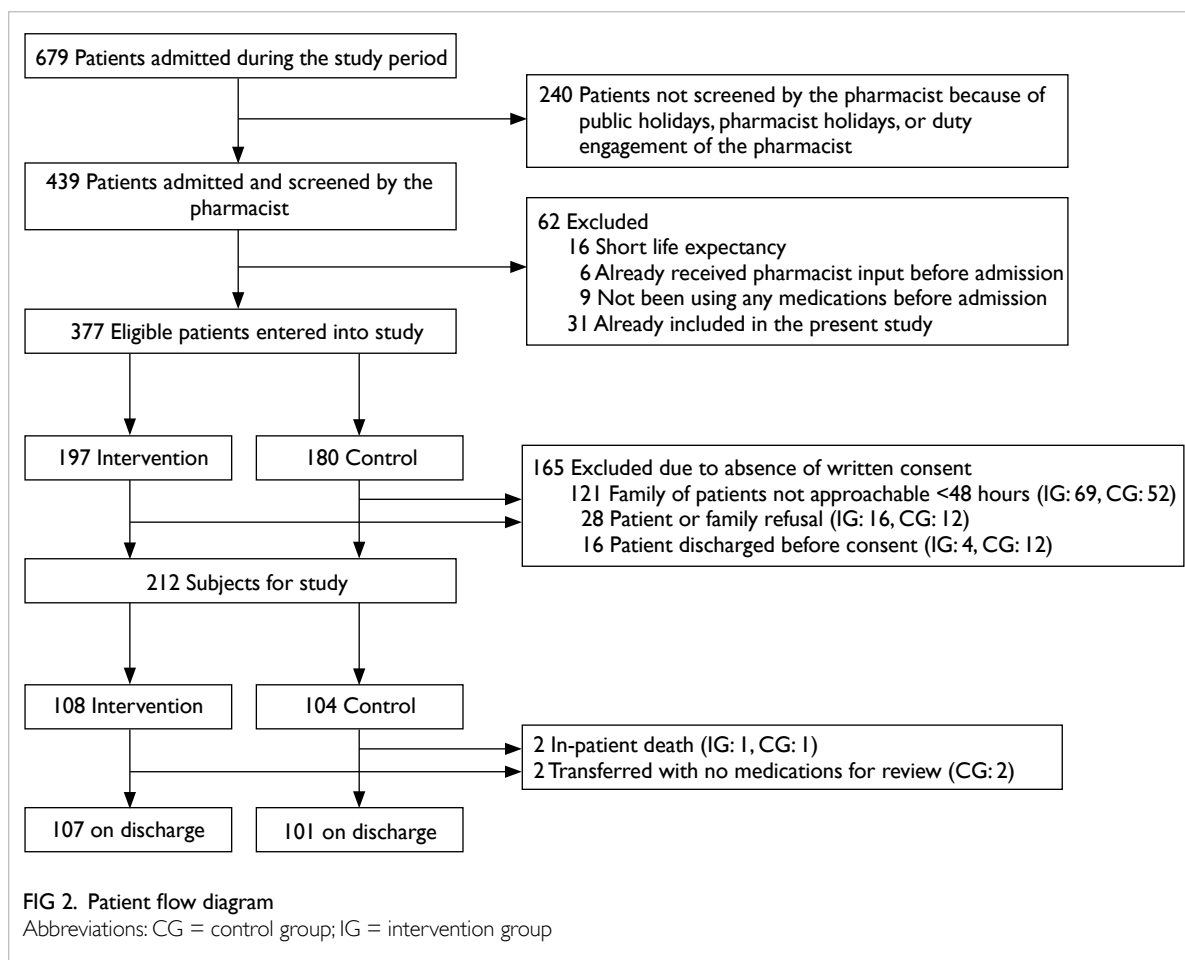 679 Patients admitted during the study period
240 Patients not screened by the pharmacist because of
public holidays, pharmacist holidays, or duty
engagement of the pharmacist
439 Patients admitted and screened by the
pharmacist
62 Excluded
16 Short life expectancy
6 Already received pharmacist input before admission
9 Not been using any medications before admission
31 Already included in the present study
377 Eligible patients entered into study
197 Intervention
180 Control
165 Excluded due to absence of written consent
121 Family of patients not approachable <48 hours (IG: 69, CG: 52)
28 Patient or family refusal (IG: 16, CG: 12)
16 Patient discharged before consent (IG: 4, CG: 12)
212 Subjects for study
108 Intervention
104 Control
2 In-patient death (IG: 1, CG: 1)
2 Transferred with no medications for review (CG: 2)
107 on discharge
101 on discharge
FIG 2. Patient flow diagram
Abbreviations: CG = control group; IG = intervention group